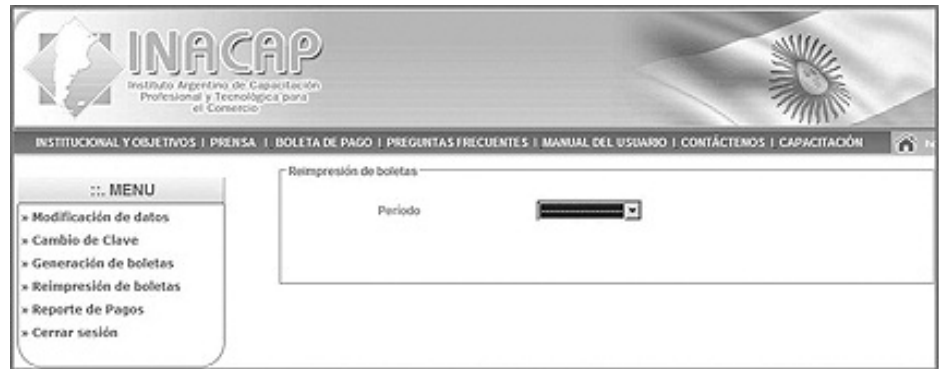 INACAP
Instituto Argentino de Capacitación
Profesional y Tecnológica para
el Comercio
INSTITUCIONAL Y OBJETIVOS | PRENSA | BOLETA DE PAGO | PREGUNTAS FRECUENTES | MANUAL DEL USUARIO | CONTÁCTENOS | CAPACITACIÓN
::. MENU
» Modificación de datos
» Cambio de Clave
» Generación de boletas
» Reimpresión de boletas
» Reporte de Pagos
» Cerrar sesión
Reimpresión de boletas
Periodo